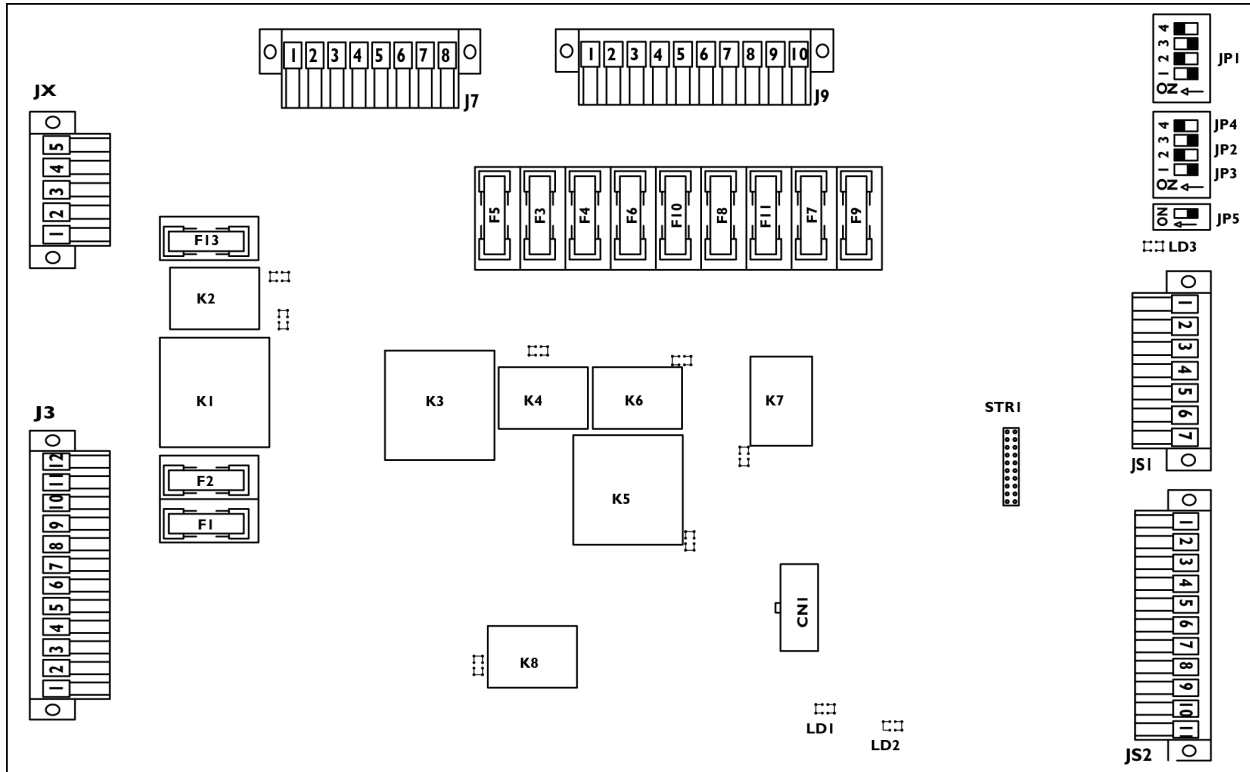 1 2 3 4 5 6 7 8
J7
1 2 3 4 5 6 7 8 9 10
J9
4
3
2
1
ON
JP1
4
3
2
1
ON
JP4
JP2
JP3
ON
JP5
LD3
JX
5
4
3
2
1
F13
K2
K1
F5 F3 F4 F6 F10 F8 F11 F7 F9
K3
K4
K6
K7
K5
STR1
1
2
3
4
5
6
7
JS1
J3
12
11
10
9
8
7
6
5
4
3
2
1
F2
F1
K8
CN1
LD1
LD2
1
2
3
4
5
6
7
8
9
10
11
JS2